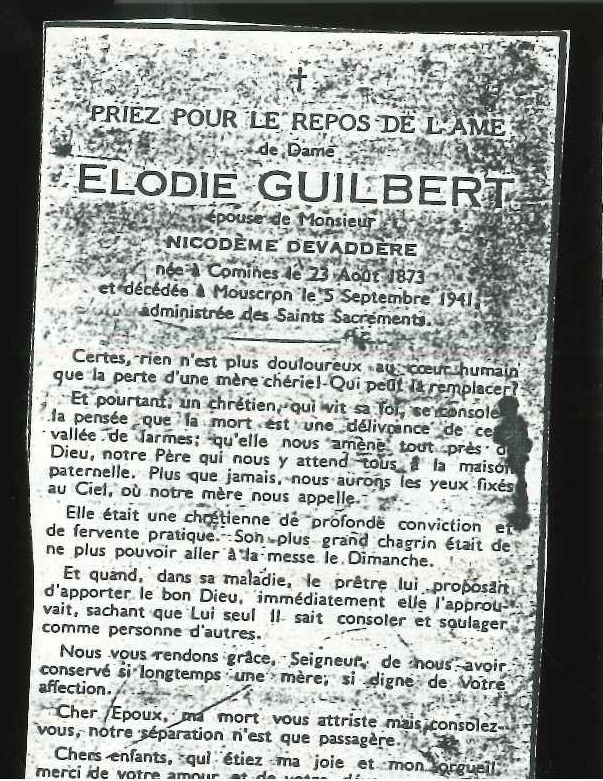 PRIEZ POUR LE REPOS DE L'AME
de Dame
ELODIE GUILBERT
épouse de Monsieur
NICODÈME DEVADDÈRE
née à Comines le 23 Août 1873
et décédée à Mouscron le 5 Septembre 1941,
administrée des Saints Sacrements.
Certes, rien n'est plus douloureux au cœur humain
que la perte d'une mère chérie! Qui peut la remplacer?
Et pourtant, un chrétien, qui vit sa foi, se console
la pensée que la mort est une délivrance de ce
vallée de larmes; qu'elle nous amène tout près d
Dieu, notre Père qui nous y attend tous à la maison
paternelle. Plus que jamais, nous aurons les yeux fixés
au Ciel, où notre mère nous appelle.
Elle était une chrétienne de profonde conviction et
de fervente pratique. Son plus grand chagrin était de
ne plus pouvoir aller à la messe le Dimanche.
Et quand, dans sa maladie, le prêtre lui proposan
d'apporter le bon Dieu, immédiatement elle l'approu-
vait, sachant que Lui seul Il sait consoler et soulager
comme personne d'autres.
Nous vous rendons grâce, Seigneur, de nous avoir
conservé si longtemps une mère, si digne de Votre
affection.
Cher Epoux, ma mort vous attriste mais consolez-
vous, notre séparation n'est que passagère
Chers enfants, qui étiez ma joie et mon orgueil
merci de votre amour et de votre